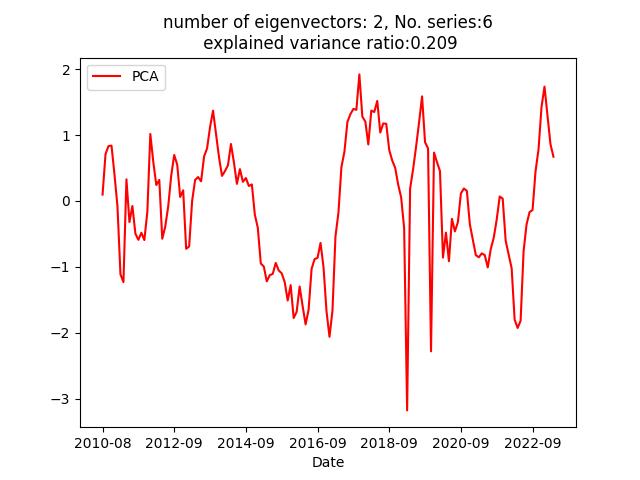 number of eigenvectors: 2, No. series:6
explained variance ratio:0.209
PCA
2
1
0
−1
−2
−3
2010-08 2012-09 2014-09 2016-09 2018-09 2020-09 2022-09
Date